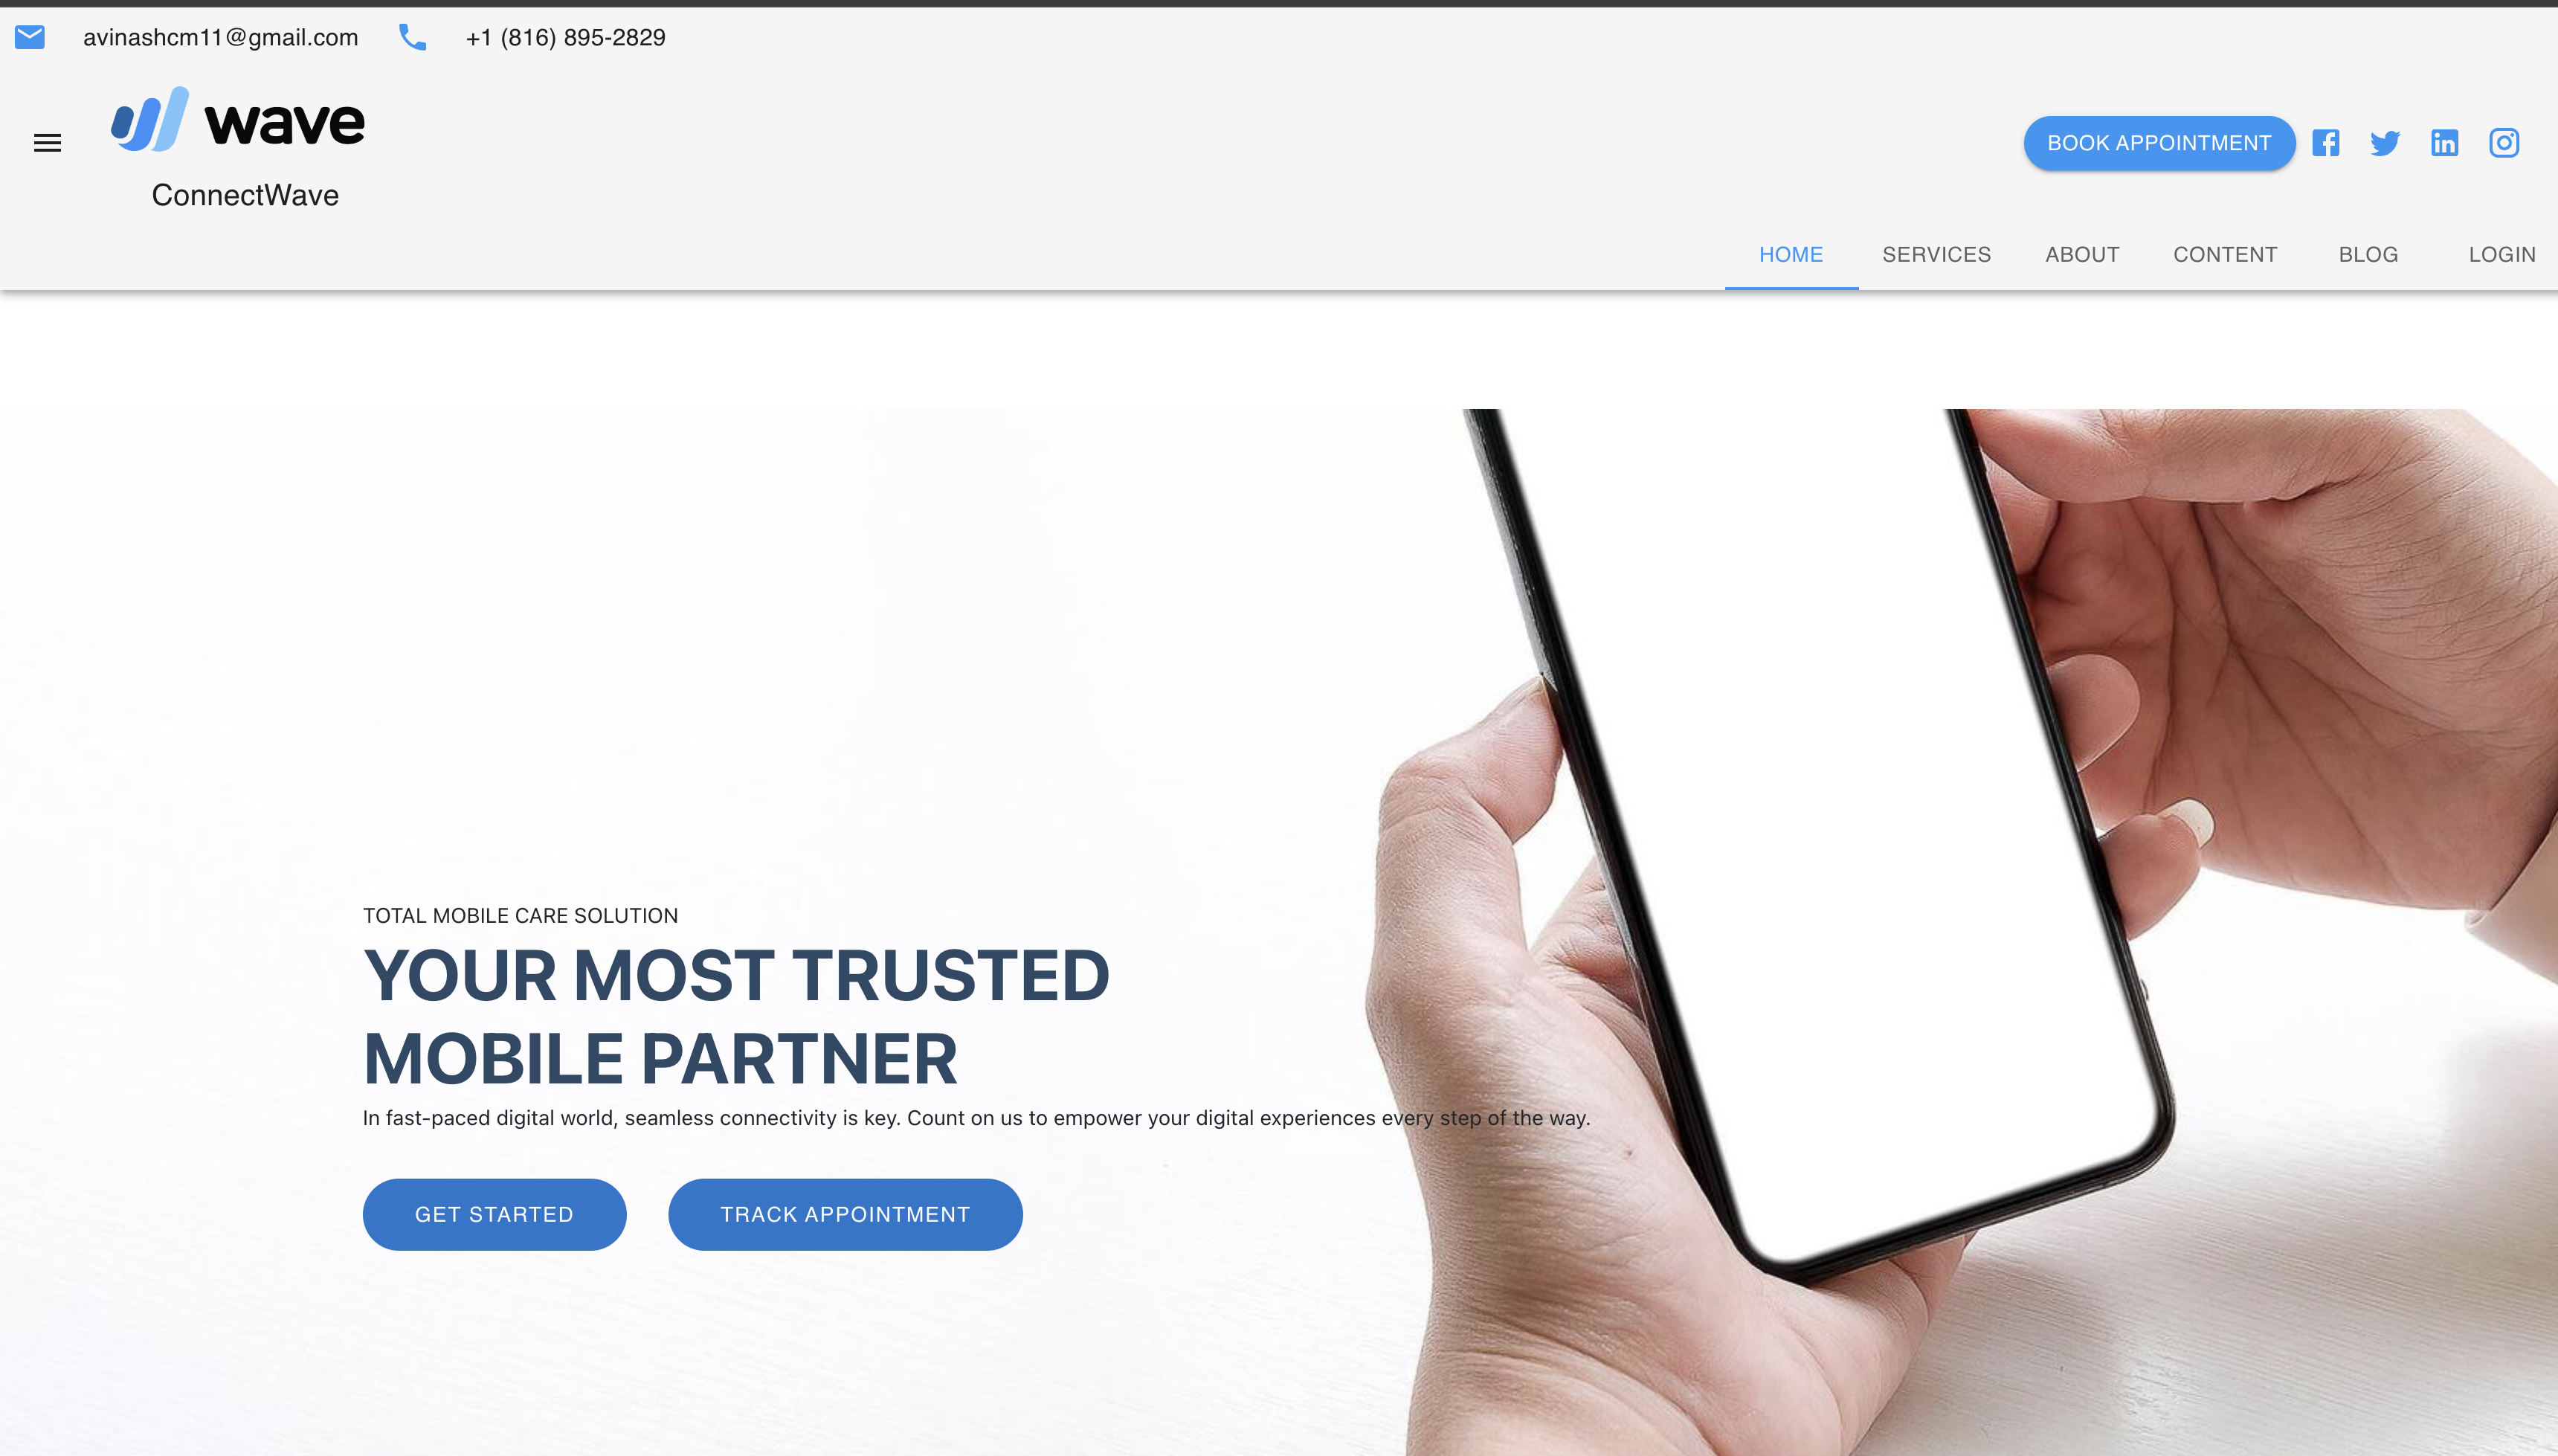 avinashcm11@gmail.com +1 (816) 895-2829
wave
ConnectWave
BOOK APPOINTMENT
HOME SERVICES ABOUT CONTENT BLOG LOGIN
TOTAL MOBILE CARE SOLUTION
YOUR MOST TRUSTED
MOBILE PARTNER
In fast-paced digital world, seamless connectivity is key. Count on us to empower your digital experiences every step of the way.
GET STARTED TRACK APPOINTMENT